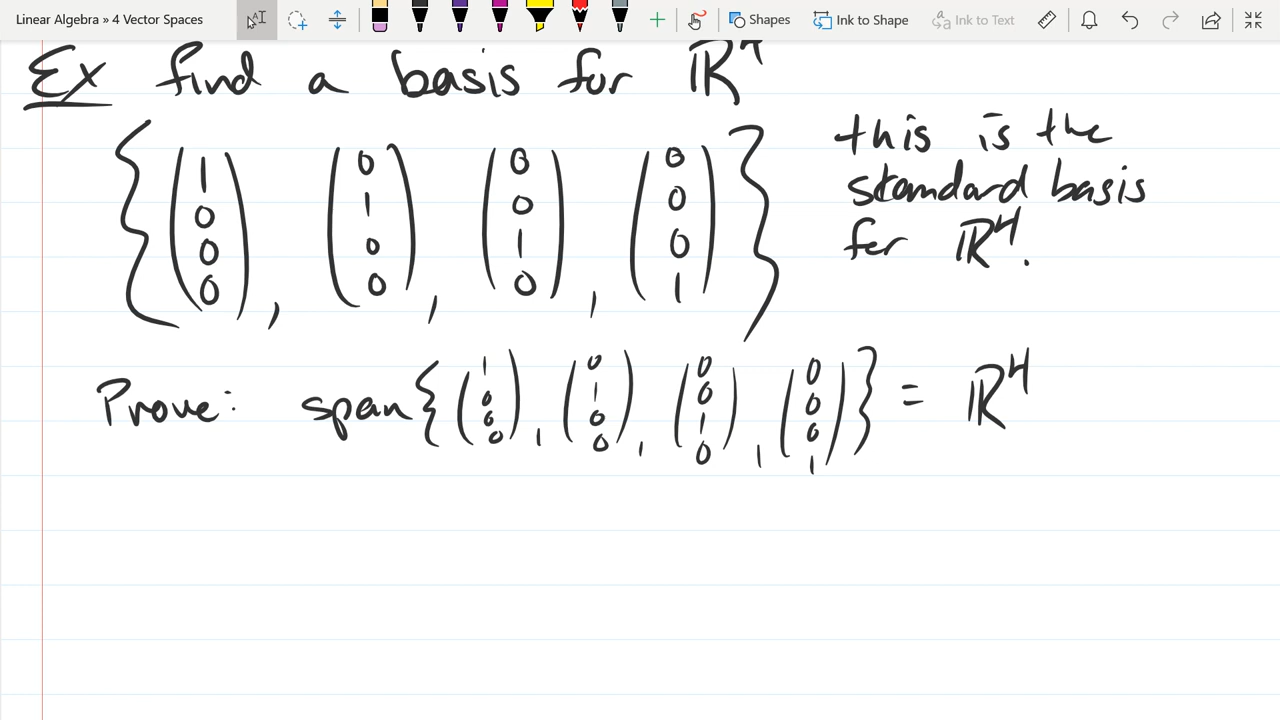 Linear Algebra » 4 Vector Spaces
Shapes
Ink to Shape
Ink to Text
Ex find a basis for ℝ⁴
{(1 0 0 0), (0 1 0 0), (0 0 1 0), (0 0 0 1)}
this is the
standard basis
for ℝ⁴.
Prove: span{(1 0 0 0), (0 1 0 0), (0 0 1 0), (0 0 0 1)} = ℝ⁴